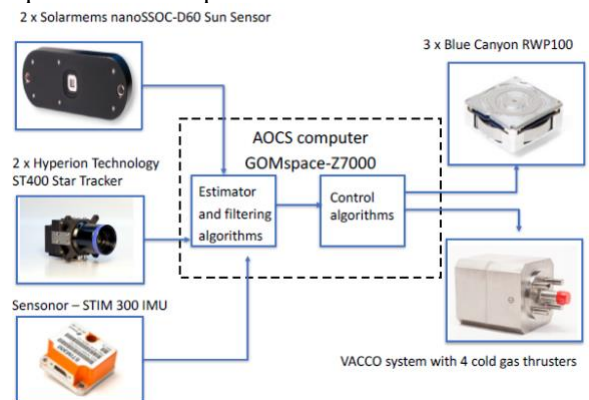 2 x Solarmems nanoSSOC-D60 Sun Sensor
3 x Blue Canyon RWP100
AOCS computer
GOMspace-Z7000
2 x Hyperion Technology
ST400 Star Tracker
Estimator
and filtering
algorithms
Control
algorithms
Sensonor – STIM 300 IMU
VACCO system with 4 cold gas thrusters